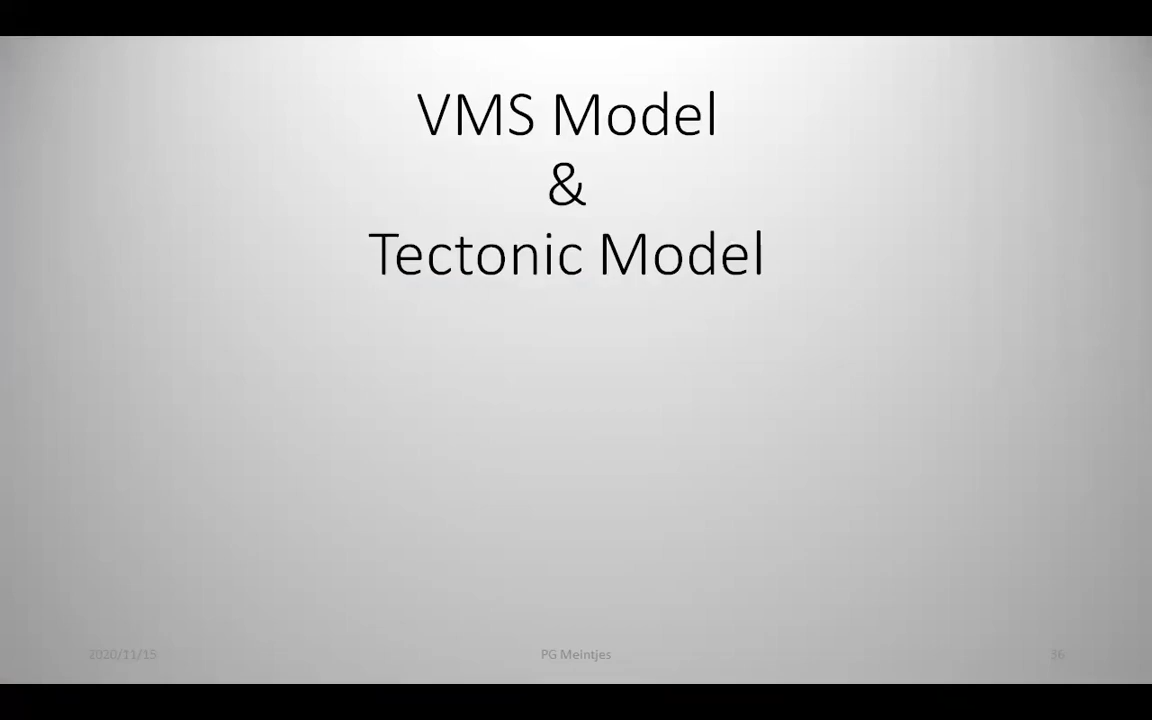 VMS Model
&
Tectonic Model
2020/11/15
PG Meintjes
36